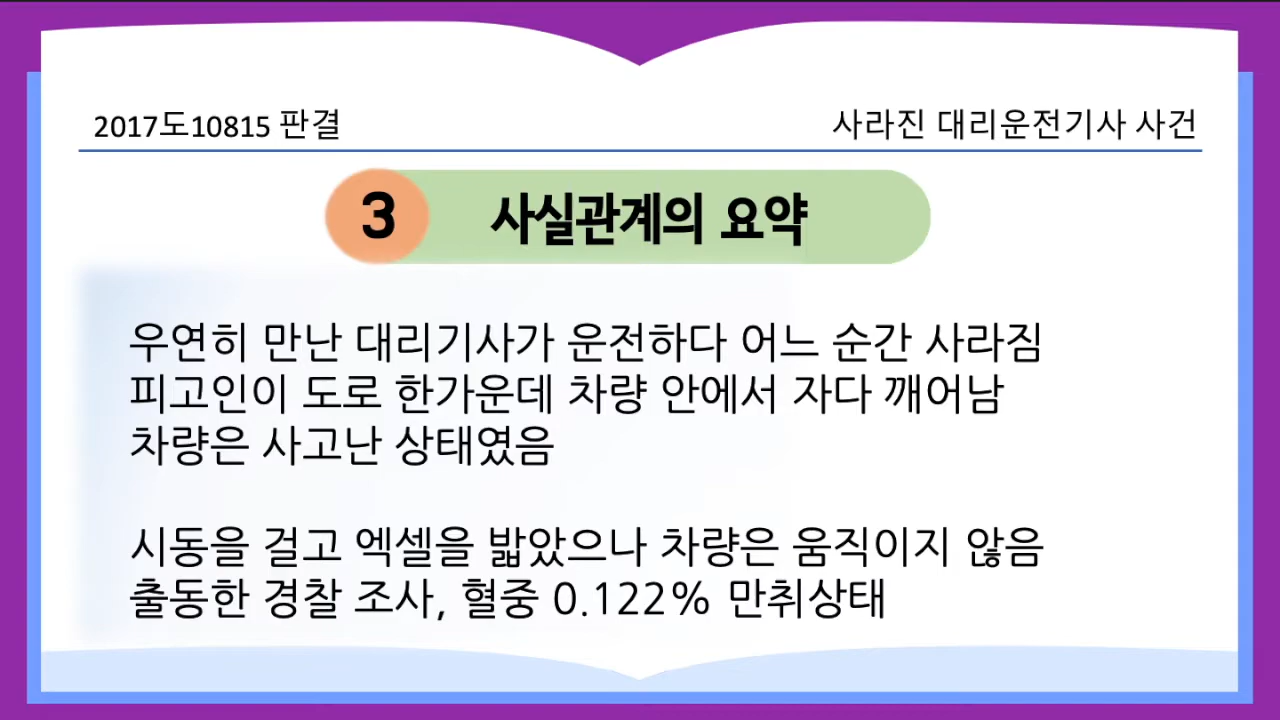 2017도10815 판결
사라진 대리운전기사 사건
3 사실관계의 요약
우연히 만난 대리기사가 운전하다 어느 순간 사라짐
피고인이 도로 한가운데 차량 안에서 자다 깨어남
차량은 사고난 상태였음
시동을 걸고 엑셀을 밟았으나 차량은 움직이지 않음
출동한 경찰 조사, 혈중 0.122% 만취상태